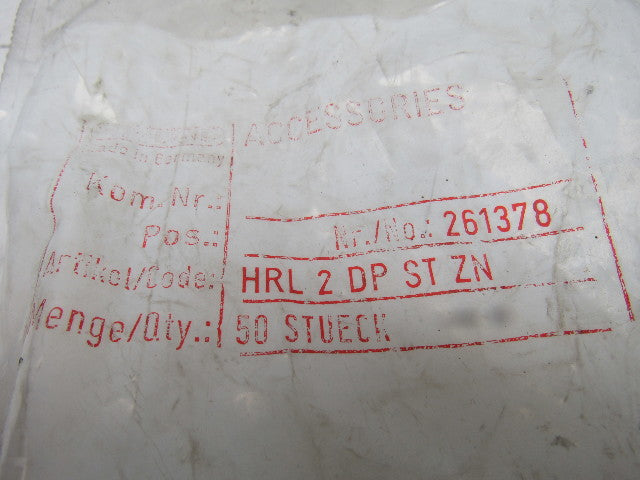 ACCESSORIES
Made in Germany
Kom.-Nr.:
Pos.: Nr./No.: 261378
Artikel/Code: HRL 2 DP ST ZN
Menge/Qty.: 50 STUECK